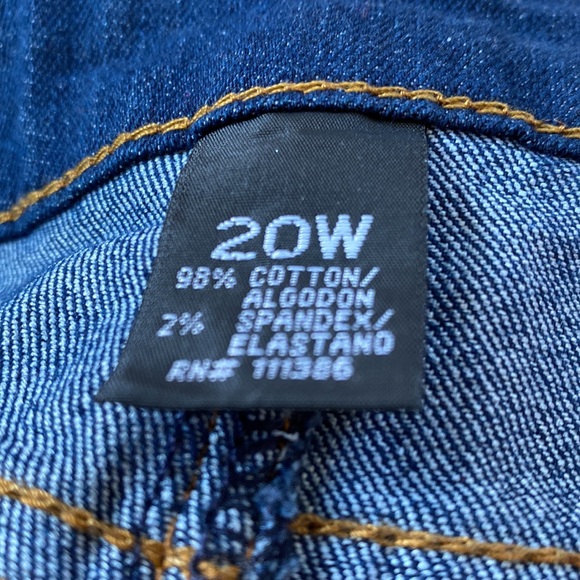 20W
98% COTTON/
ALGODON
2% SPANDEX/
ELASTANO
RN# 111386